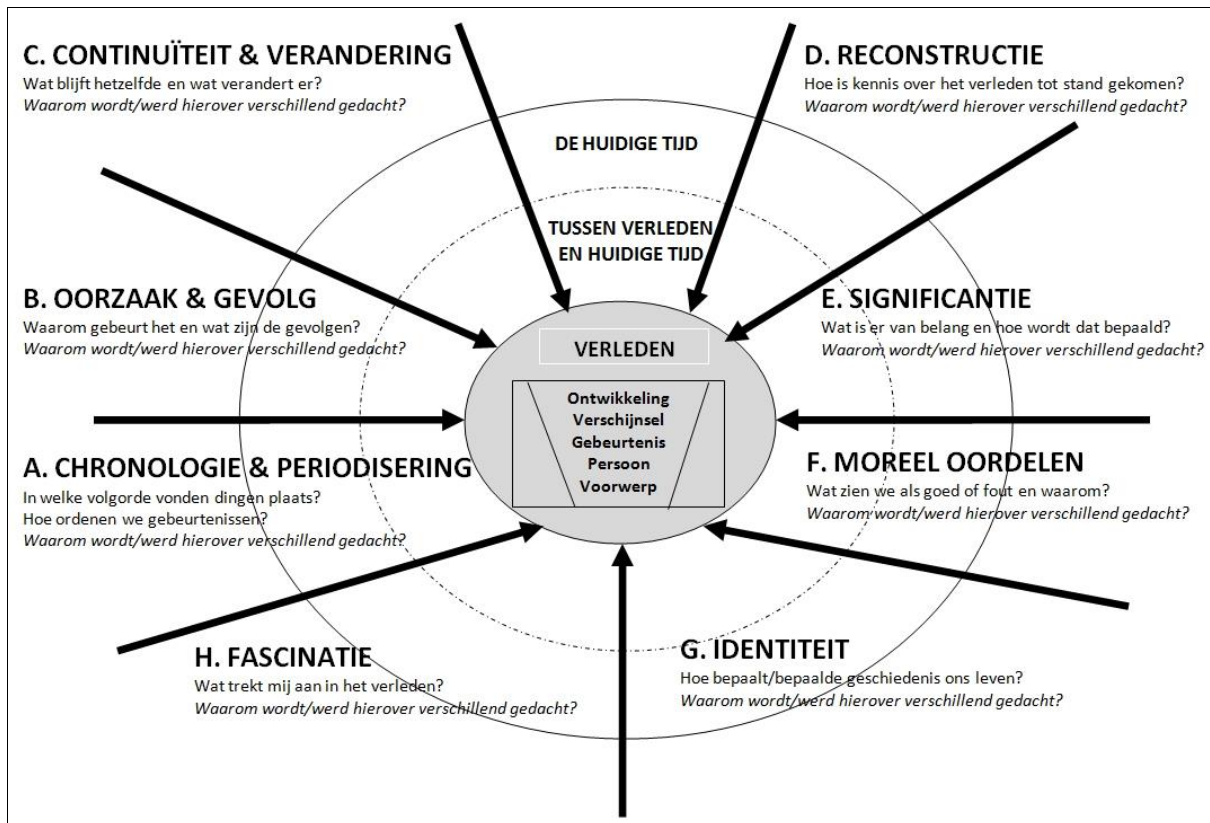 C. CONTINUÏTEIT & VERANDERING
Wat blijft hetzelfde en wat verandert er?
Waarom wordt/werd hierover verschillend gedacht?
D. RECONSTRUCTIE
Hoe is kennis over het verleden tot stand gekomen?
Waarom wordt/werd hierover verschillend gedacht?
DE HUIDIGE TIJD
TUSSEN VERLEDEN
EN HUIDIGE TIJD
B. OORZAAK & GEVOLG
Waarom gebeurt het en wat zijn de gevolgen?
Waarom wordt/werd hierover verschillend gedacht?
E. SIGNIFICANTIE
Wat is er van belang en hoe wordt dat bepaald?
Waarom wordt/werd hierover verschillend gedacht?
VERLEDEN
Ontwikkeling
Verschijnsel
Gebeurtenis
Persoon
Voorwerp
A. CHRONOLOGIE & PERIODISERING
In welke volgorde vonden dingen plaats?
Hoe ordenen we gebeurtenissen?
Waarom wordt/werd hierover verschillend gedacht?
F. MOREEL OORDELEN
Wat zien we als goed of fout en waarom?
Waarom wordt/werd hierover verschillend gedacht?
H. FASCINATIE
Wat trekt mij aan in het verleden?
Waarom wordt/werd hierover verschillend gedacht?
G. IDENTITEIT
Hoe bepaalt/bepaalde geschiedenis ons leven?
Waarom wordt/werd hierover verschillend gedacht?